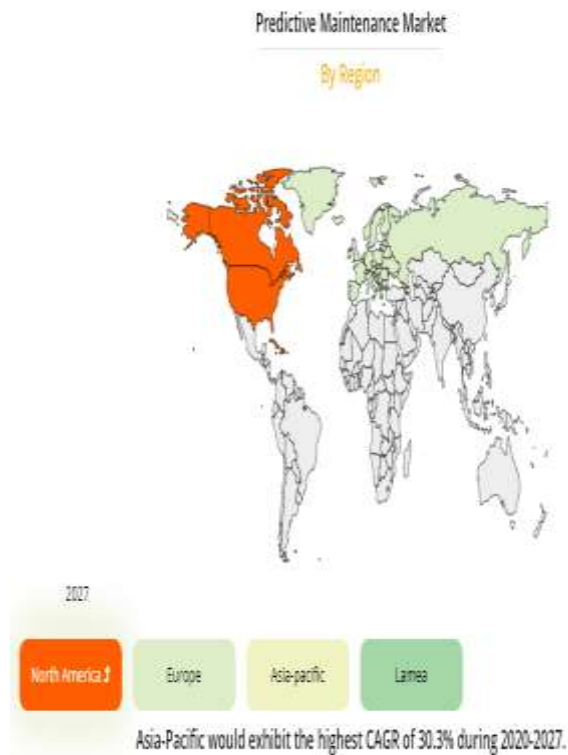 Predictive Maintenance Market
By Region
2027
North America ⤴
Europe
Asia-pacific
Lamea
Asia-Pacific would exhibit the highest CAGR of 30.3% during 2020-2027.